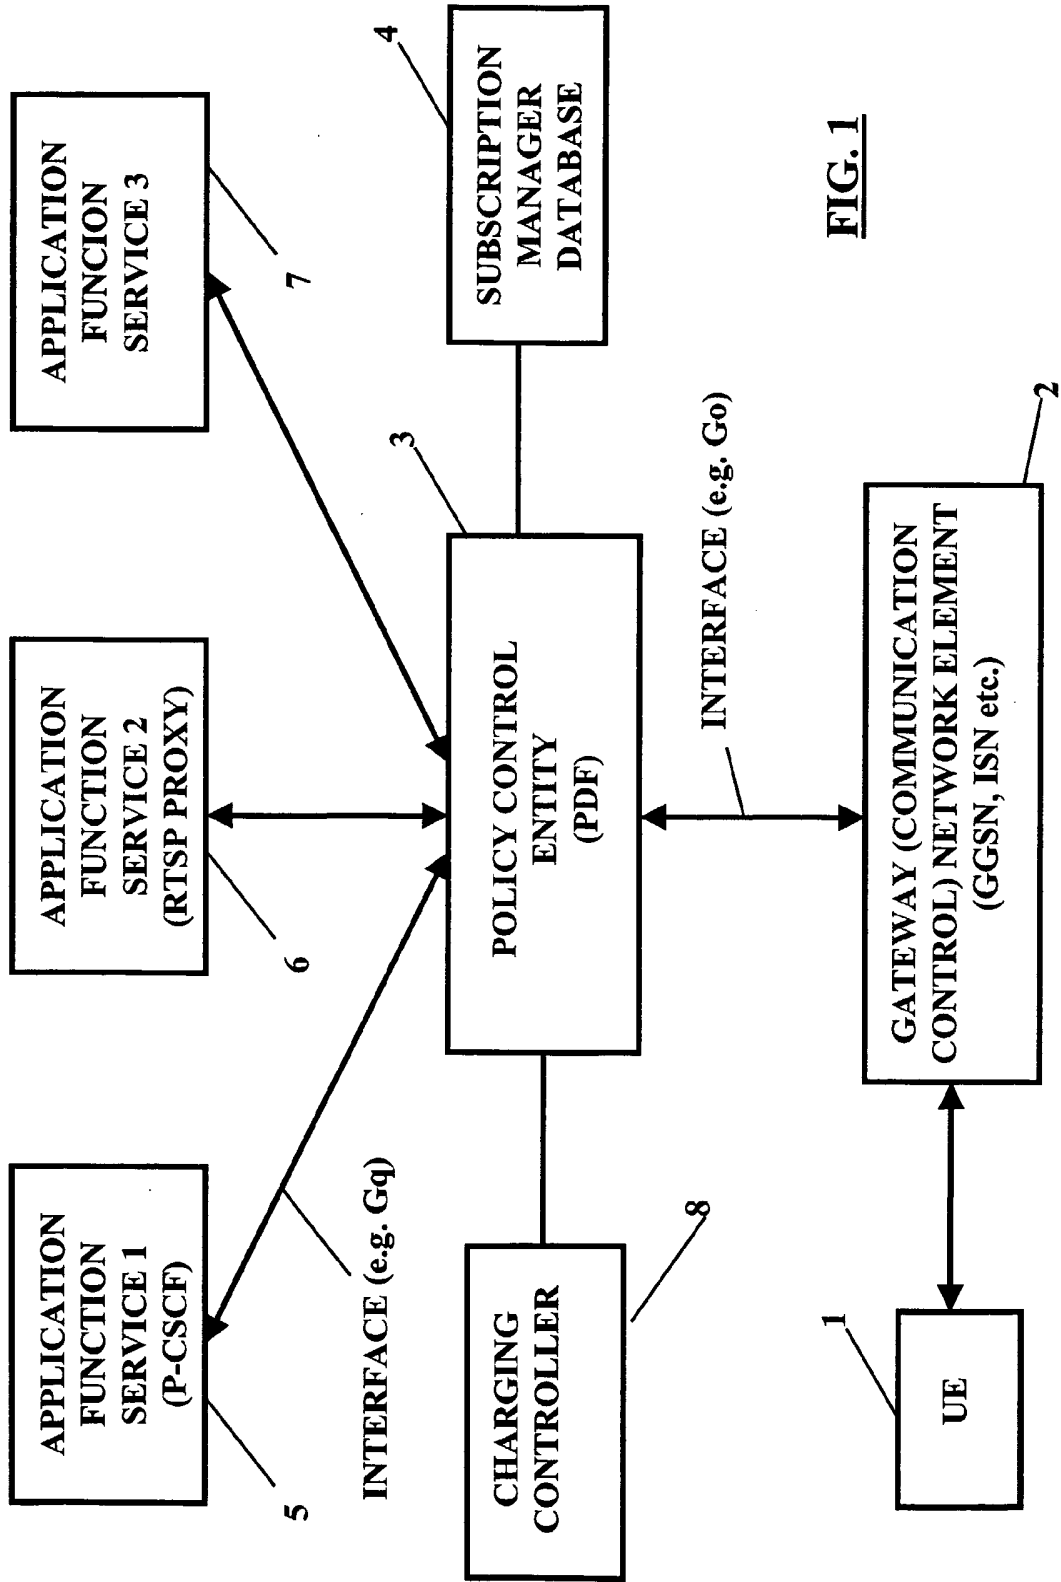 APPLICATION
FUNCTION
SERVICE 1
(P-CSCF)
5
APPLICATION
FUNCTION
SERVICE 2
(RTSP PROXY)
6
APPLICATION
FUNCION
SERVICE 3
7
INTERFACE (e.g. Gq)
CHARGING
CONTROLLER
8
POLICY CONTROL
ENTITY
(PDF)
3
SUBSCRIPTION
MANAGER
DATABASE
4
INTERFACE (e.g. Go)
UE
1
GATEWAY (COMMUNICATION
CONTROL) NETWORK ELEMENT
(GGSN, ISN etc.)
2
FIG. 1